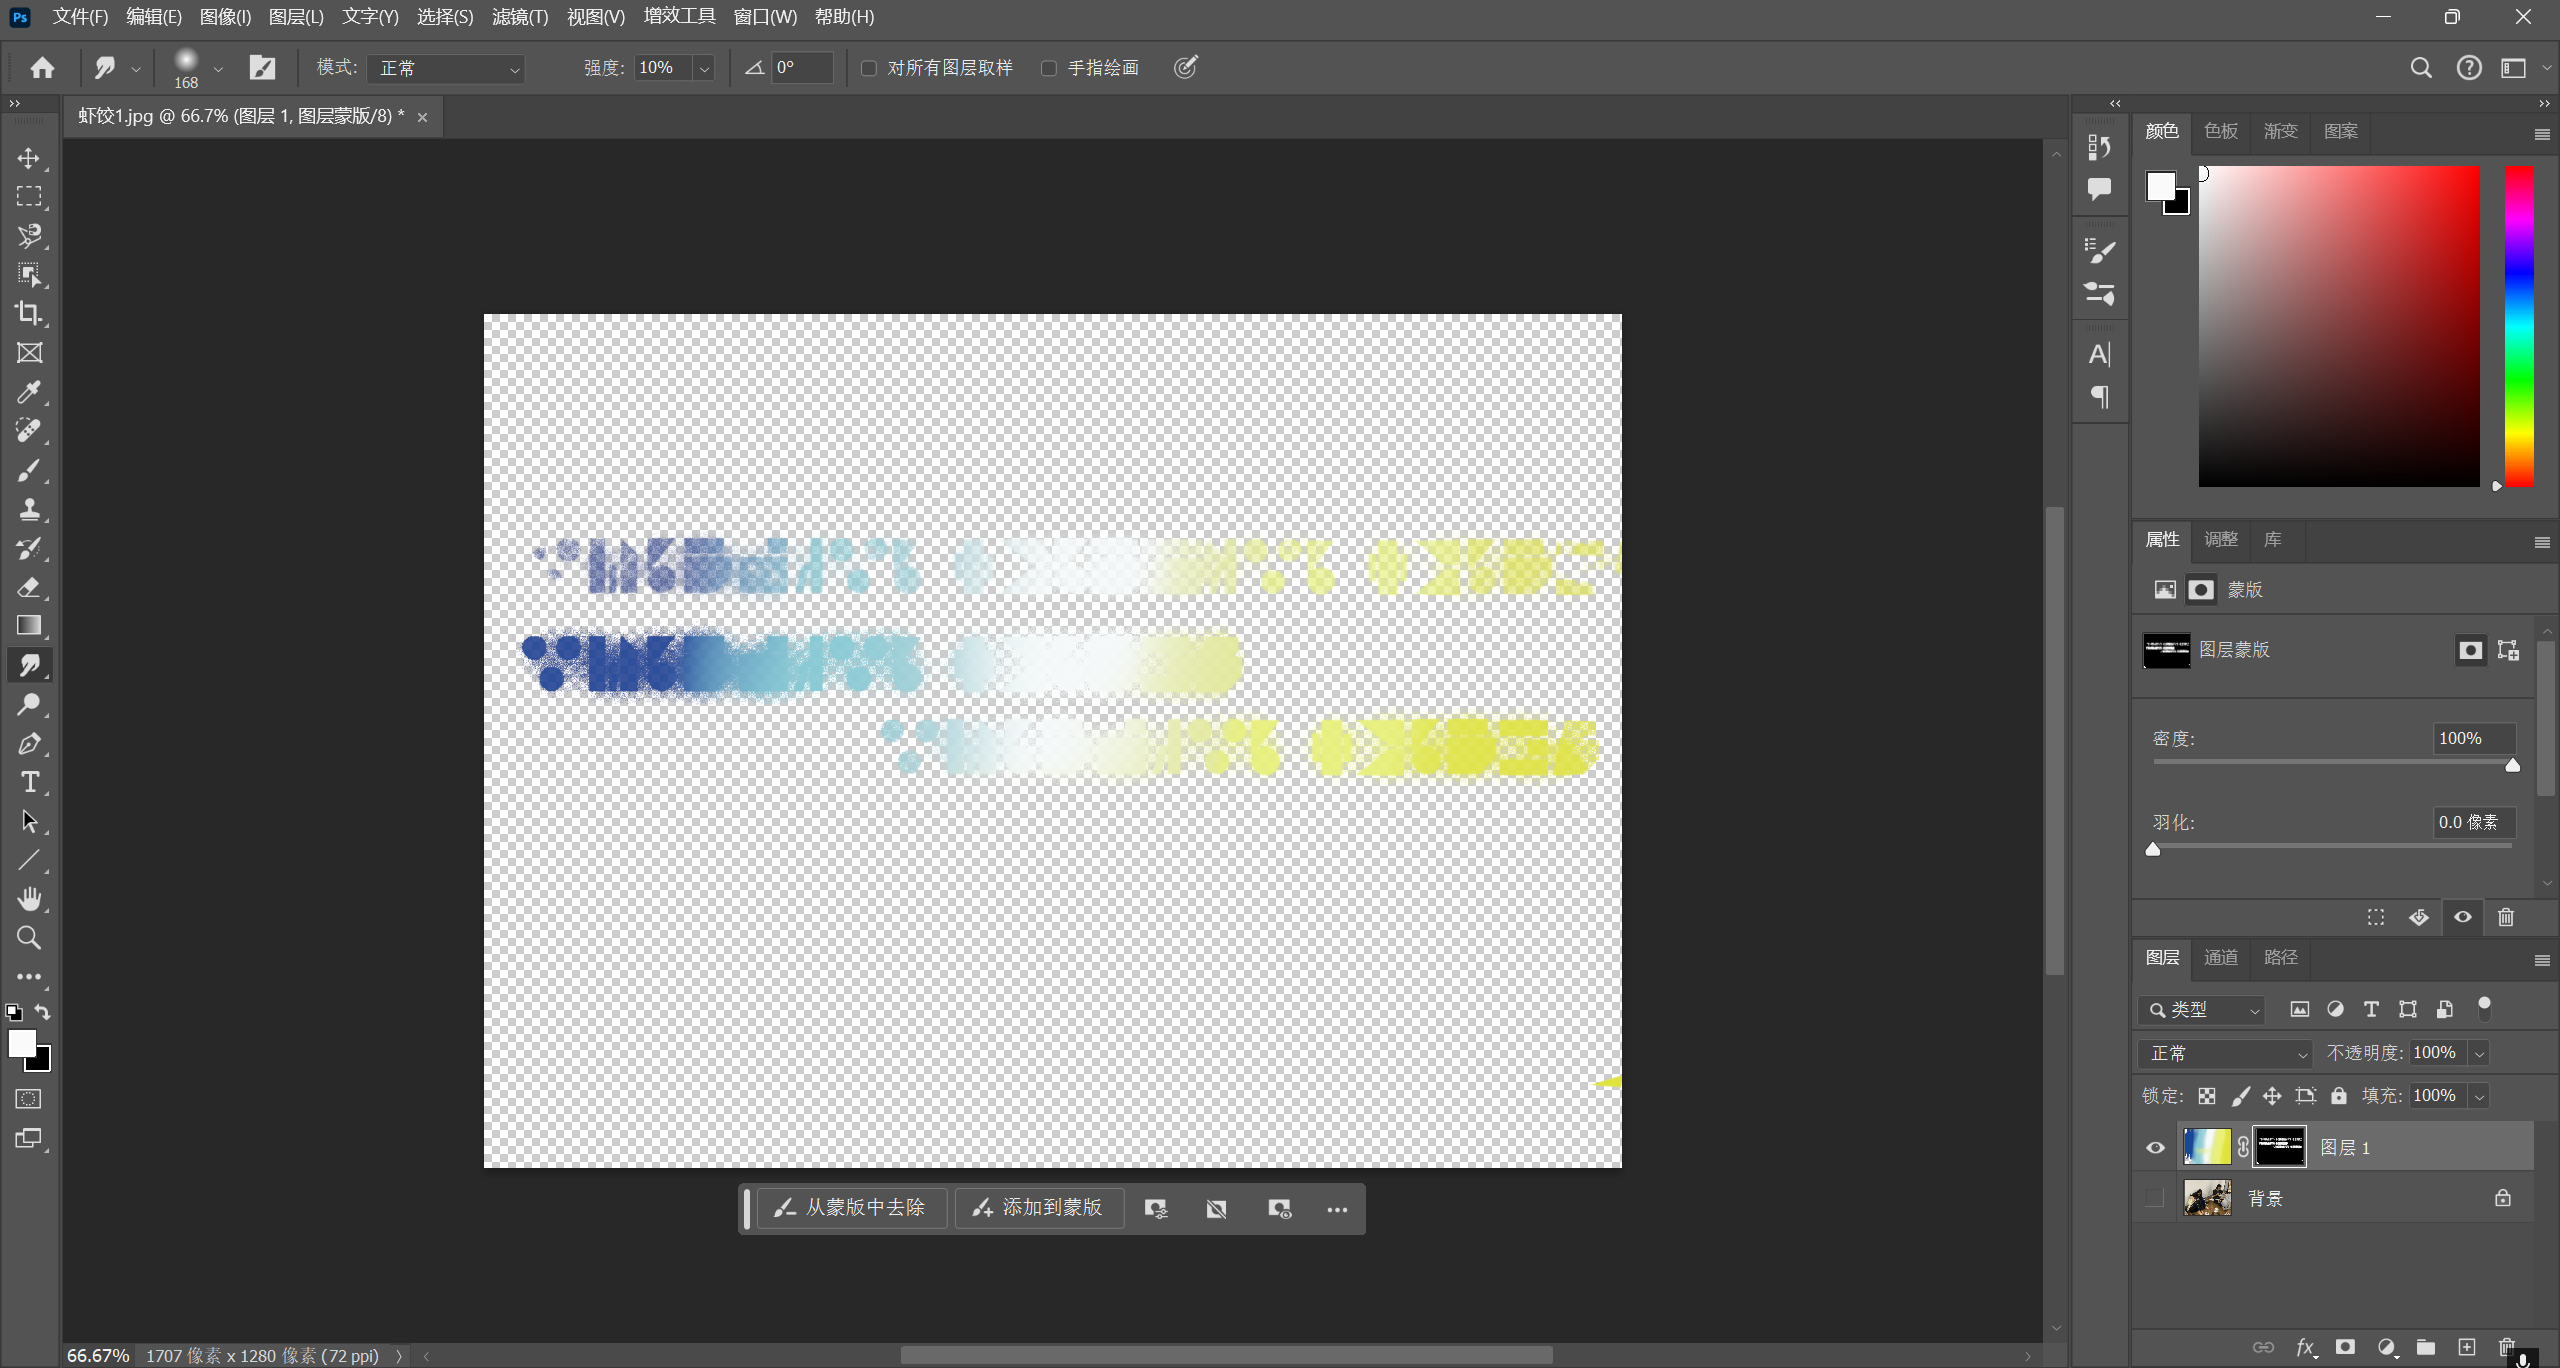 Ps 文件(F) 编辑(E) 图像(I) 图层(L) 文字(Y) 选择(S) 滤镜(T) 视图(V) 增效工具 窗口(W) 帮助(H)
168 模式: 正常 强度: 10% 0° 对所有图层取样 手指绘画
虾饺1.jpg @ 66.7% (图层 1, 图层蒙版/8) *
颜色 色板 渐变 图案
属性 调整 库
蒙版
图层蒙版
密度: 100%
羽化: 0.0 像素
图层 通道 路径
类型
正常 不透明度: 100%
锁定: 填充: 100%
图层 1
背景
从蒙版中去除 添加到蒙版
66.67% 1707 像素 x 1280 像素 (72 ppi)